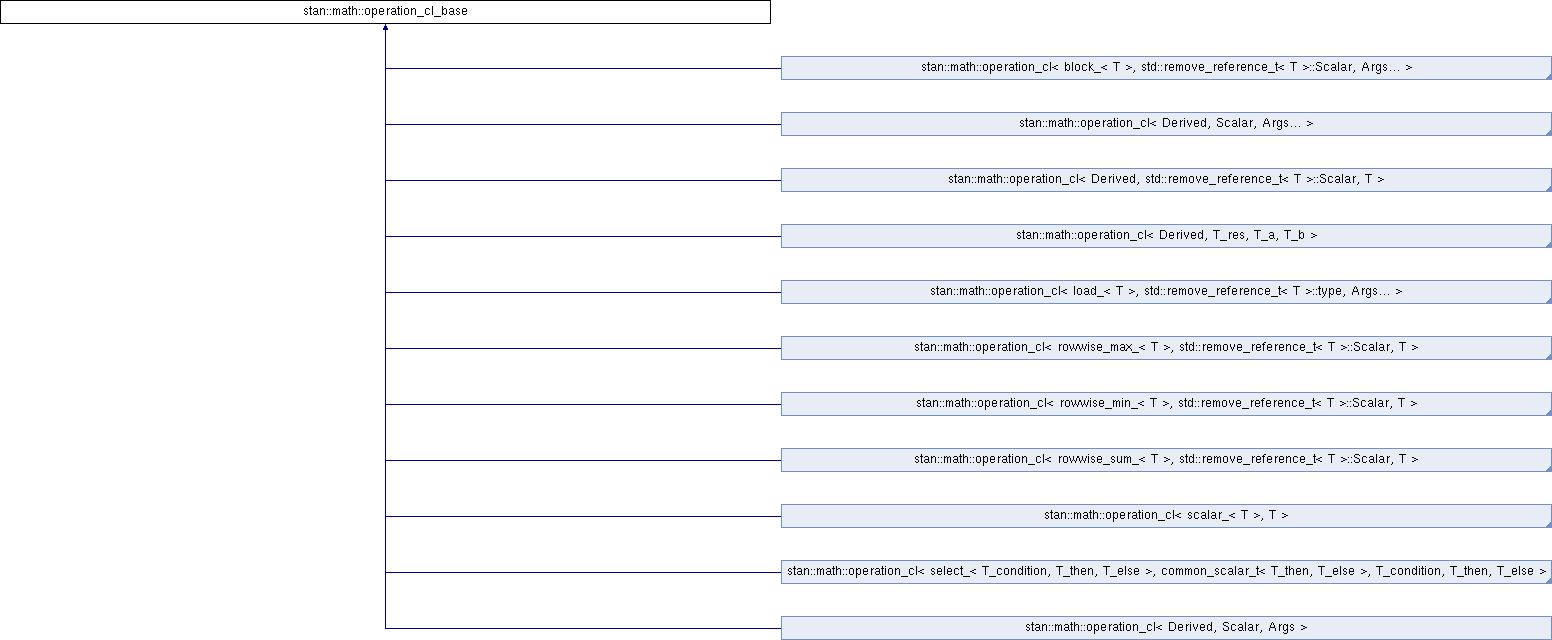 stan::math::operation_cl_base
stan::math::operation_cl< block_< T >, std::remove_reference_t< T >::Scalar, Args... >
stan::math::operation_cl< Derived, Scalar, Args... >
stan::math::operation_cl< Derived, std::remove_reference_t< T >::Scalar, T >
stan::math::operation_cl< Derived, T_res, T_a, T_b >
stan::math::operation_cl< load_< T >, std::remove_reference_t< T >::type, Args... >
stan::math::operation_cl< rowwise_max_< T >, std::remove_reference_t< T >::Scalar, T >
stan::math::operation_cl< rowwise_min_< T >, std::remove_reference_t< T >::Scalar, T >
stan::math::operation_cl< rowwise_sum_< T >, std::remove_reference_t< T >::Scalar, T >
stan::math::operation_cl< scalar_< T >, T >
stan::math::operation_cl< select_< T_condition, T_then, T_else >, common_scalar_t< T_then, T_else >, T_condition, T_then, T_else >
stan::math::operation_cl< Derived, Scalar, Args >